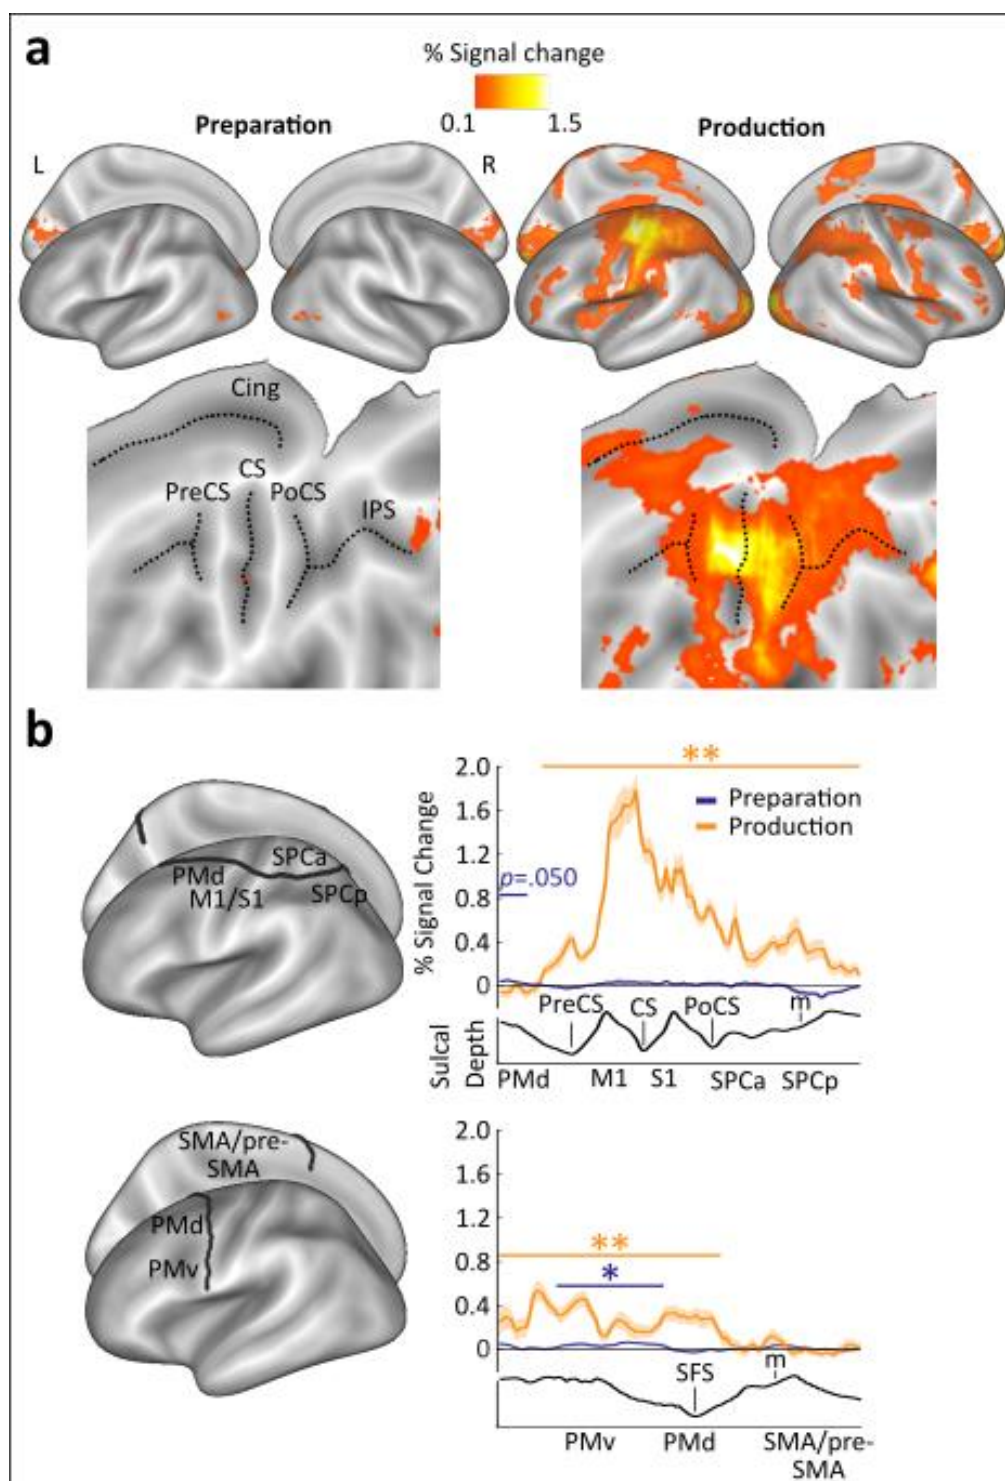 a
% Signal change
0.1 1.5
Preparation
Production
L
R
Cing
CS
PreCS
PoCS
IPS
b
SPCa
PMd
M1/S1
SPCp
% Signal Change
2.0
1.6
1.2
0.8
0.4
0
**
Preparation
Production
p=.050
PreCS
CS
PoCS
m
Sulcal
Depth
PMd
M1
S1
SPCa
SPCp
SMA/pre-
SMA
PMd
PMv
2.0
1.6
1.2
0.8
0.4
0
**
*
SFS
m
PMv
PMd
SMA/pre-
SMA